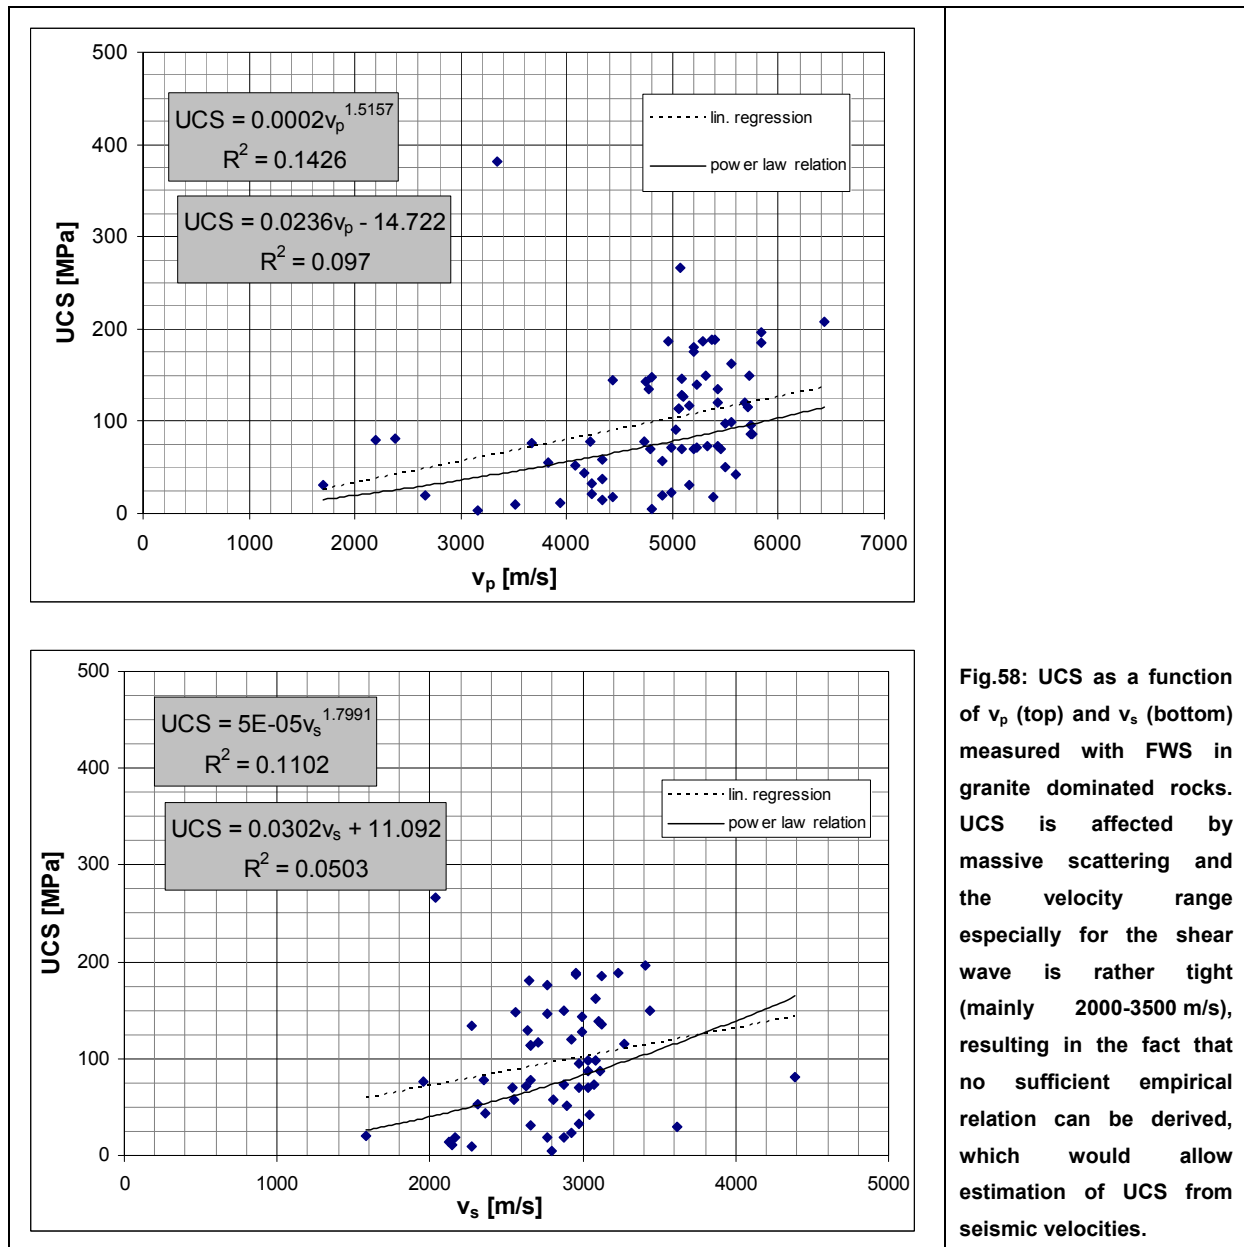 500
400
300
200
100
0
UCS [MPa]
UCS = 0.0002vp^1.5157
R² = 0.1426
UCS = 0.0236vp - 14.722
R² = 0.097
lin. regression
power law relation
0 1000 2000 3000 4000 5000 6000 7000
vp [m/s]
500
400
300
200
100
0
UCS [MPa]
UCS = 5E-05vs^1.7991
R² = 0.1102
UCS = 0.0302vs + 11.092
R² = 0.0503
lin. regression
power law relation
0 1000 2000 3000 4000 5000
vs [m/s]
Fig.58: UCS as a function
of vp (top) and vs (bottom)
measured with FWS in
granite dominated rocks.
UCS is affected by
massive scattering and
the velocity range
especially for the shear
wave is rather tight
(mainly 2000-3500 m/s),
resulting in the fact that
no sufficient empirical
relation can be derived,
which would allow
estimation of UCS from
seismic velocities.